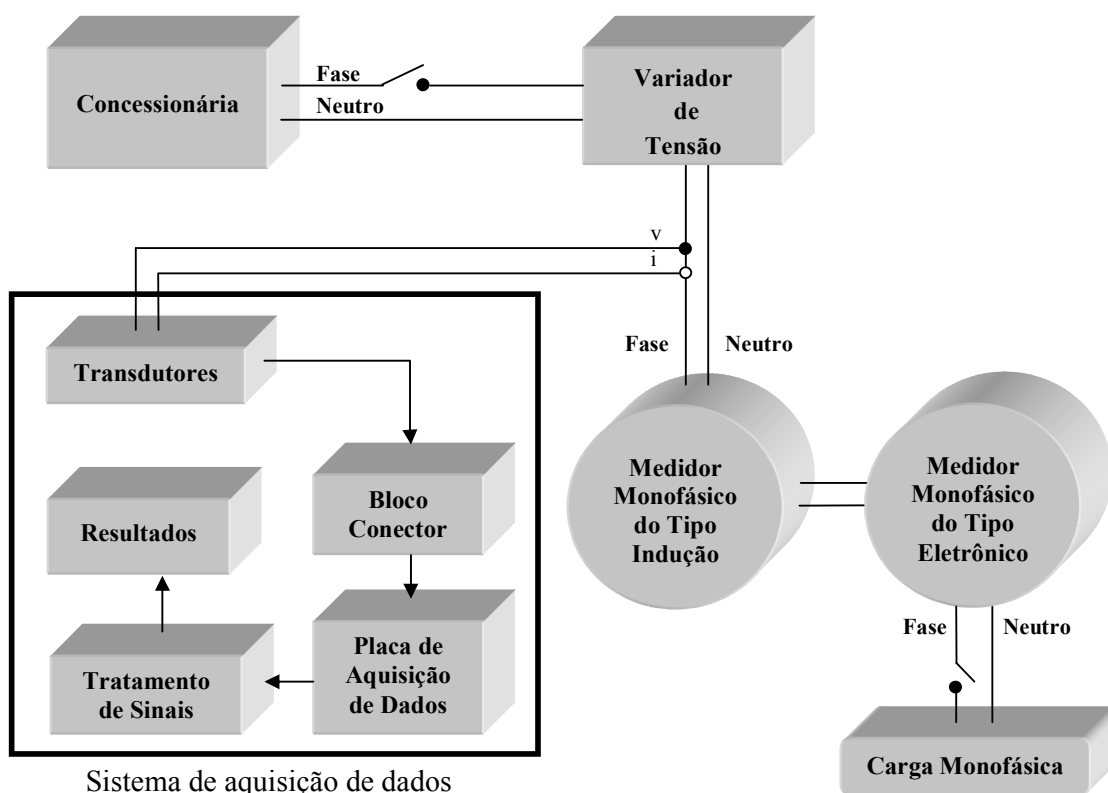 Concessionária
Fase
Neutro
Variador
de
Tensão
v
i
Fase
Neutro
Transdutores
Bloco
Conector
Resultados
Placa de
Aquisição
de Dados
Tratamento
de Sinais
Sistema de aquisição de dados
Medidor
Monofásico
do Tipo
Indução
Medidor
Monofásico
do Tipo
Eletrônico
Fase
Neutro
Carga Monofásica